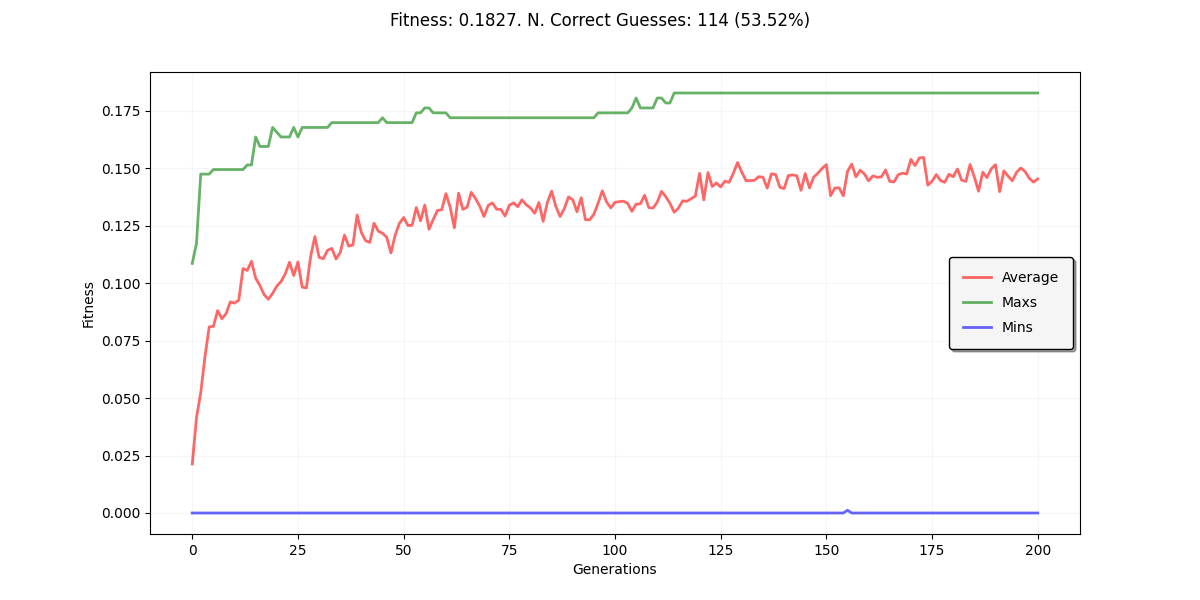 Fitness: 0.1827. N. Correct Guesses: 114 (53.52%)
0.175
0.150
0.125
0.100
0.075
0.050
0.025
0.000
Fitness
Average
Maxs
Mins
0 25 50 75 100 125 150 175 200
Generations